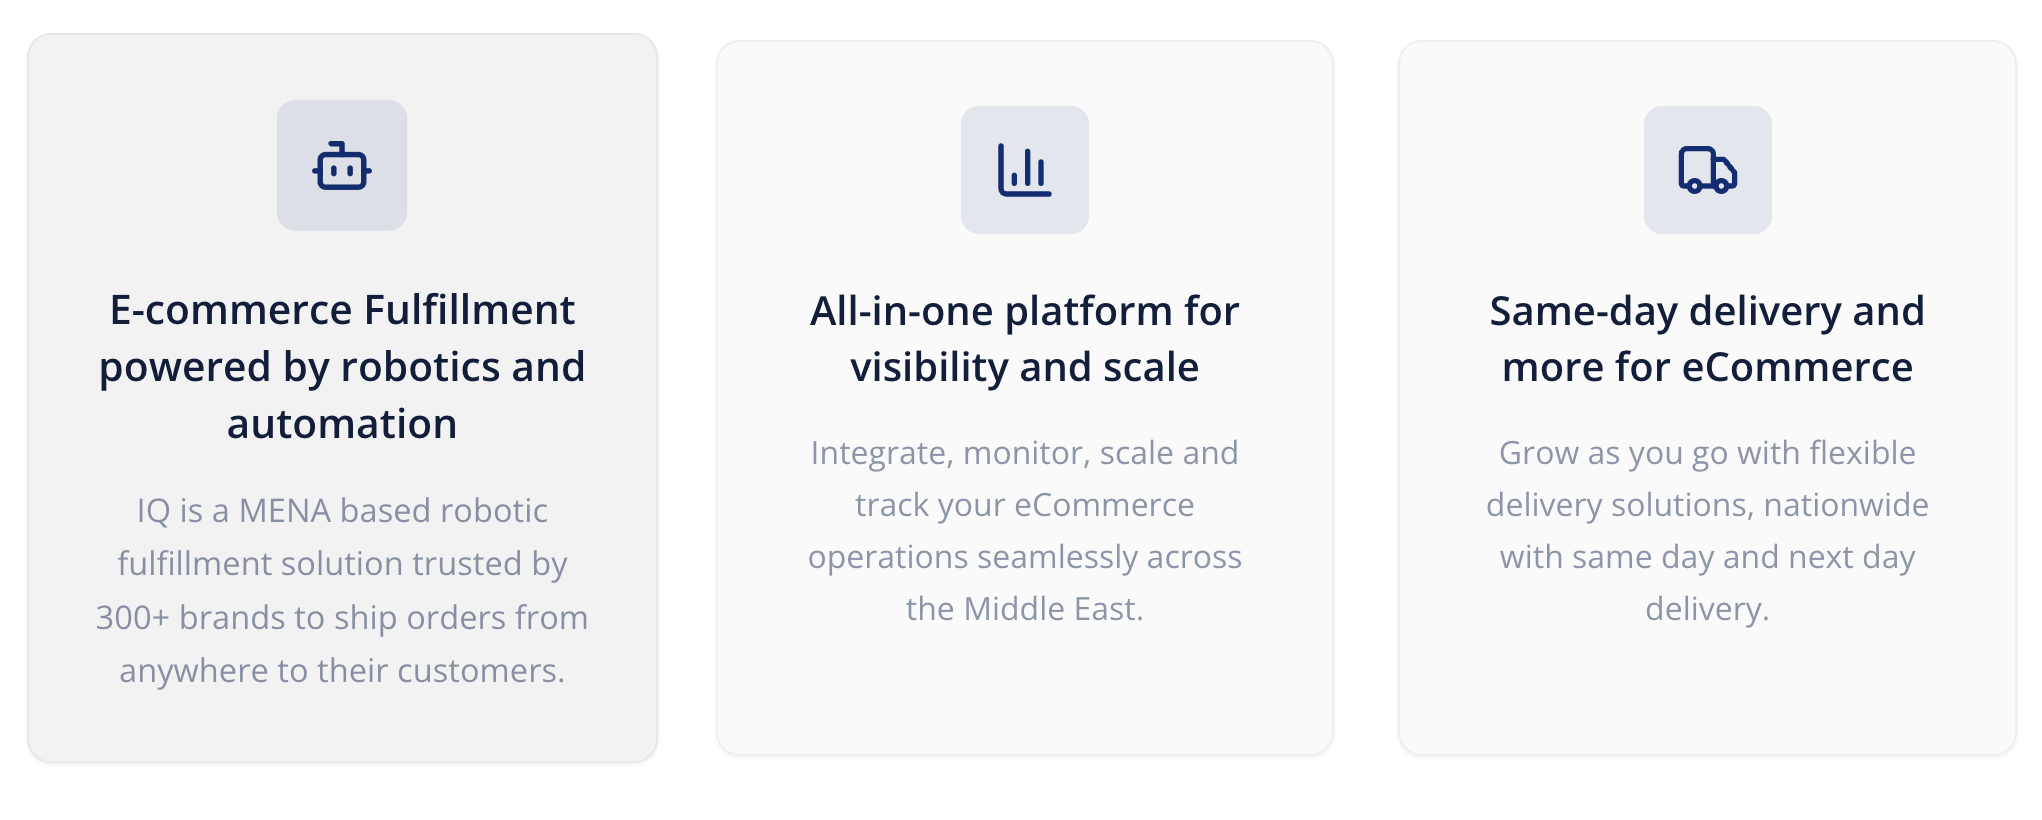 E-commerce Fulfillment
powered by robotics and
automation
IQ is a MENA based robotic
fulfillment solution trusted by
300+ brands to ship orders from
anywhere to their customers.
All-in-one platform for
visibility and scale
Integrate, monitor, scale and
track your eCommerce
operations seamlessly across
the Middle East.
Same-day delivery and
more for eCommerce
Grow as you go with flexible
delivery solutions, nationwide
with same day and next day
delivery.